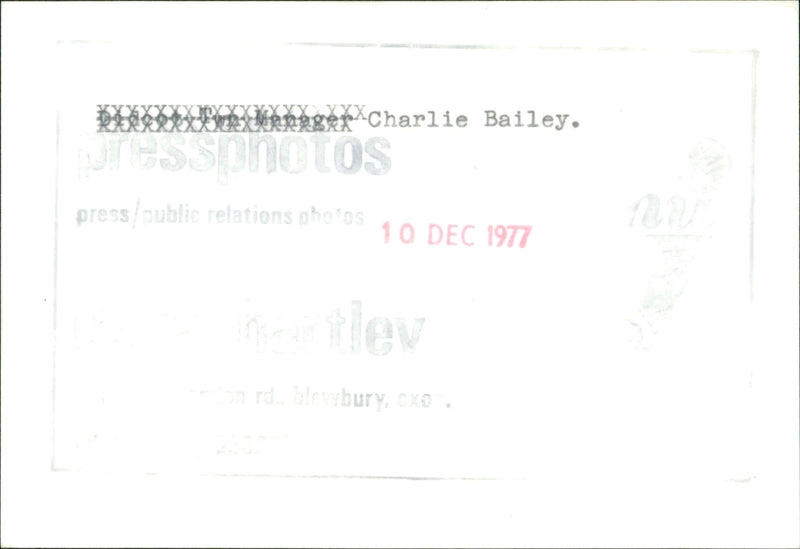 Didcot Twn Manager Charlie Bailey.
pressphotos
press/public relations photos
10 DEC 1977
hartley
rd., blewbury, oxon.